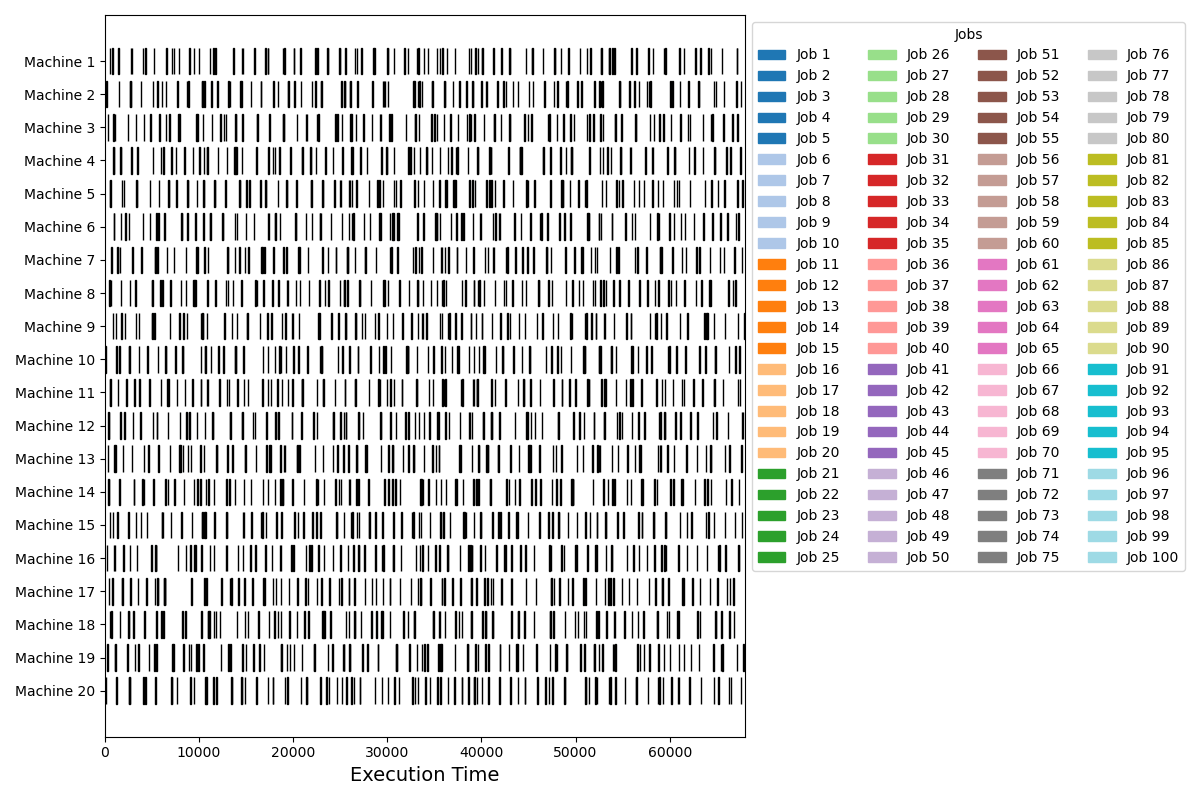 Machine 1
Machine 2
Machine 3
Machine 4
Machine 5
Machine 6
Machine 7
Machine 8
Machine 9
Machine 10
Machine 11
Machine 12
Machine 13
Machine 14
Machine 15
Machine 16
Machine 17
Machine 18
Machine 19
Machine 20
0 10000 20000 30000 40000 50000 60000
Execution Time
Jobs
Job 1 Job 26 Job 51 Job 76
Job 2 Job 27 Job 52 Job 77
Job 3 Job 28 Job 53 Job 78
Job 4 Job 29 Job 54 Job 79
Job 5 Job 30 Job 55 Job 80
Job 6 Job 31 Job 56 Job 81
Job 7 Job 32 Job 57 Job 82
Job 8 Job 33 Job 58 Job 83
Job 9 Job 34 Job 59 Job 84
Job 10 Job 35 Job 60 Job 85
Job 11 Job 36 Job 61 Job 86
Job 12 Job 37 Job 62 Job 87
Job 13 Job 38 Job 63 Job 88
Job 14 Job 39 Job 64 Job 89
Job 15 Job 40 Job 65 Job 90
Job 16 Job 41 Job 66 Job 91
Job 17 Job 42 Job 67 Job 92
Job 18 Job 43 Job 68 Job 93
Job 19 Job 44 Job 69 Job 94
Job 20 Job 45 Job 70 Job 95
Job 21 Job 46 Job 71 Job 96
Job 22 Job 47 Job 72 Job 97
Job 23 Job 48 Job 73 Job 98
Job 24 Job 49 Job 74 Job 99
Job 25 Job 50 Job 75 Job 100